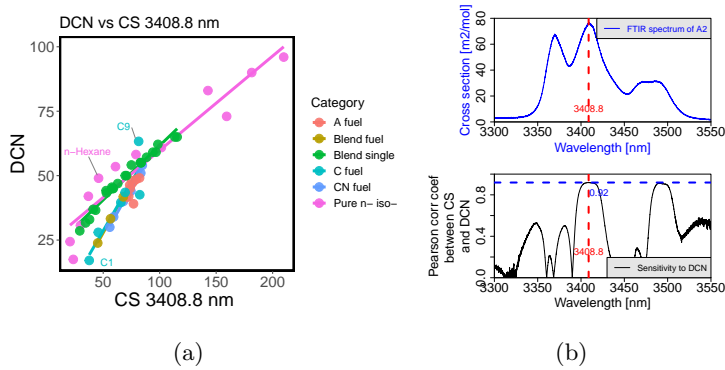 DCN vs CS 3408.8 nm
100
75
50
25
DCN
C9
n−Hexane
C1
0
50
100
150
200
CS 3408.8 nm
Category
A fuel
Blend fuel
Blend single
C fuel
CN fuel
Pure n− iso−
(a)
Cross section [m2/mol]
80
60
40
20
0
FTIR spectrum of A2
3408.8
3300
3350
3400
3450
3500
3550
Wavelength [nm]
Pearson corr coef
between CS
and DCN
0.8
0.4
0.0
0.92
3408.8
Sensitivity to DCN
3300
3350
3400
3450
3500
3550
Wavelength [nm]
(b)